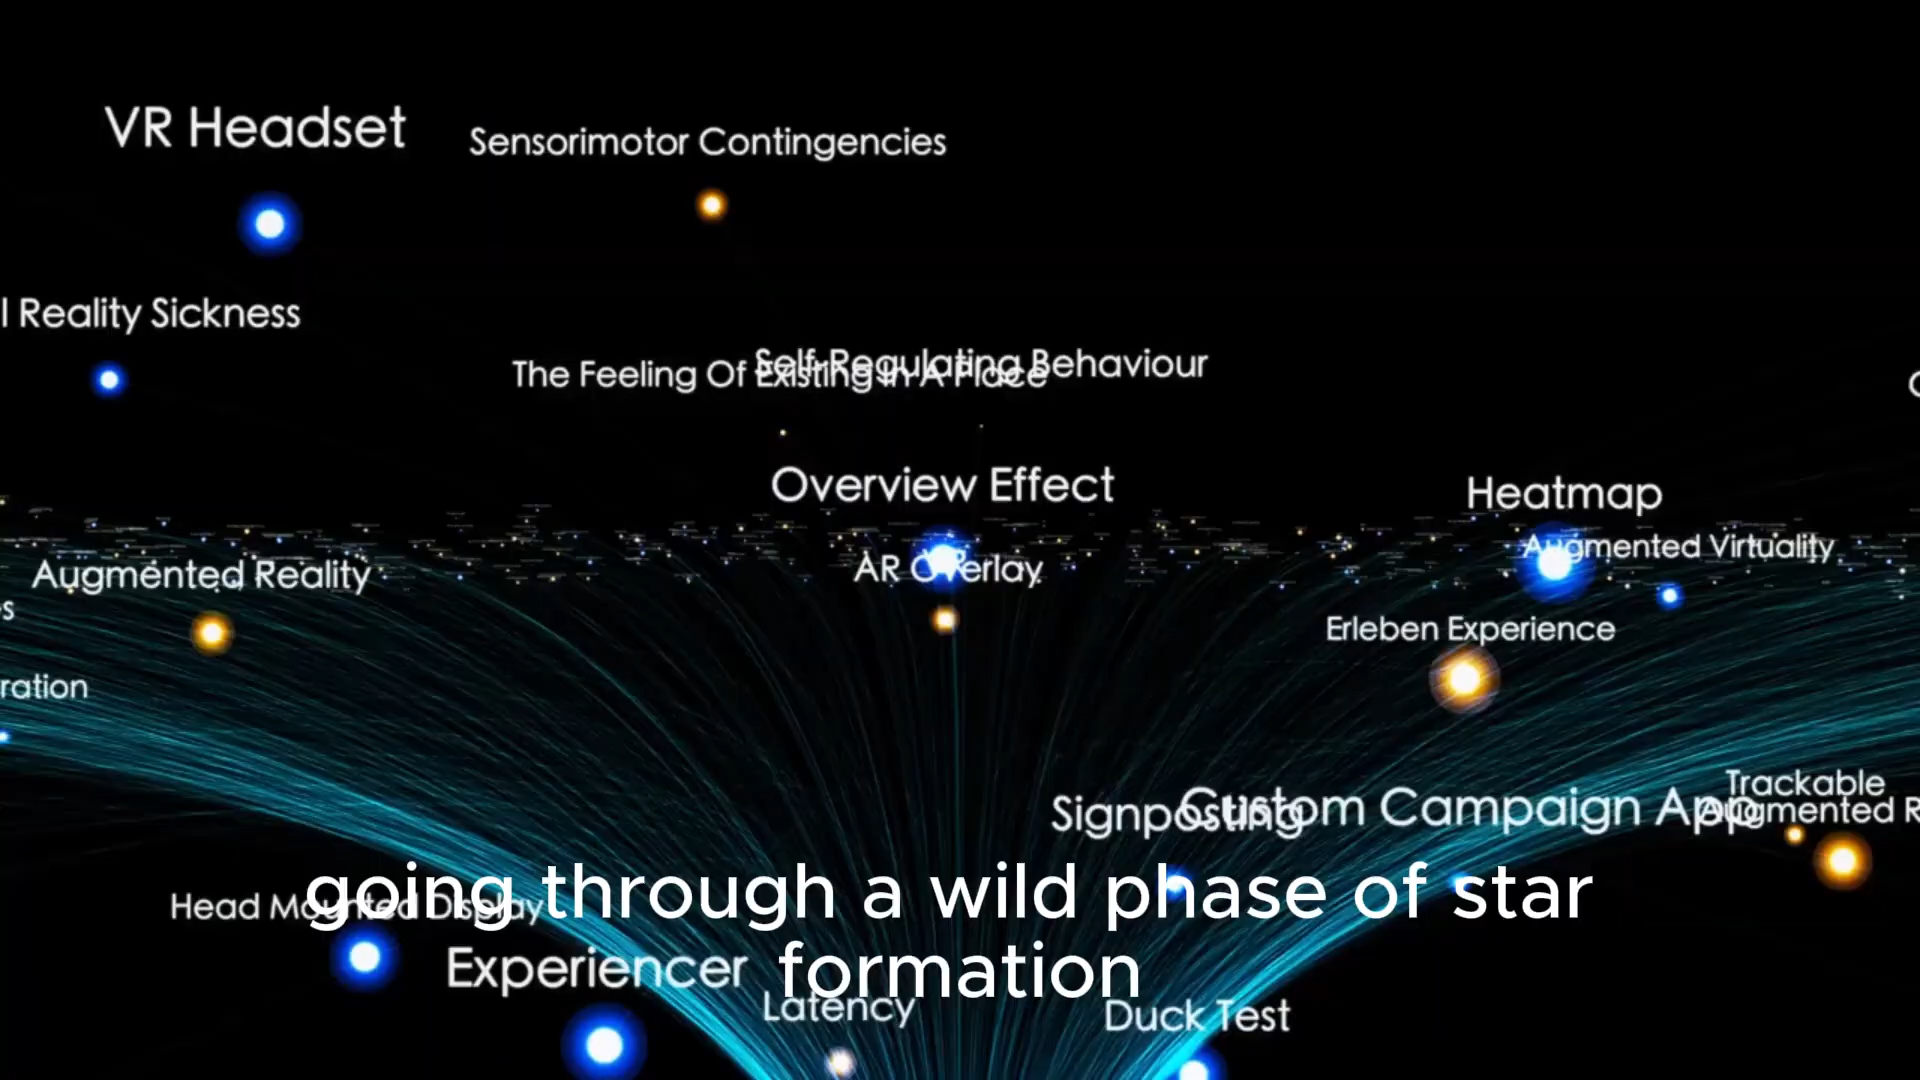 VR Headset
Sensorimotor Contingencies
l Reality Sickness
Self-Regulating Behaviour
The Feeling Of Existing In A Place
Overview Effect
Heatmap
Augmented Virtuality
AR Overlay
Augmented Reality
s
Erleben Experience
ration
Trackable
Custom Campaign App
Augmented R
Signposting
going through a wild phase of star
formation
Head Mounted Display
Experiencer
Latency
Duck Test